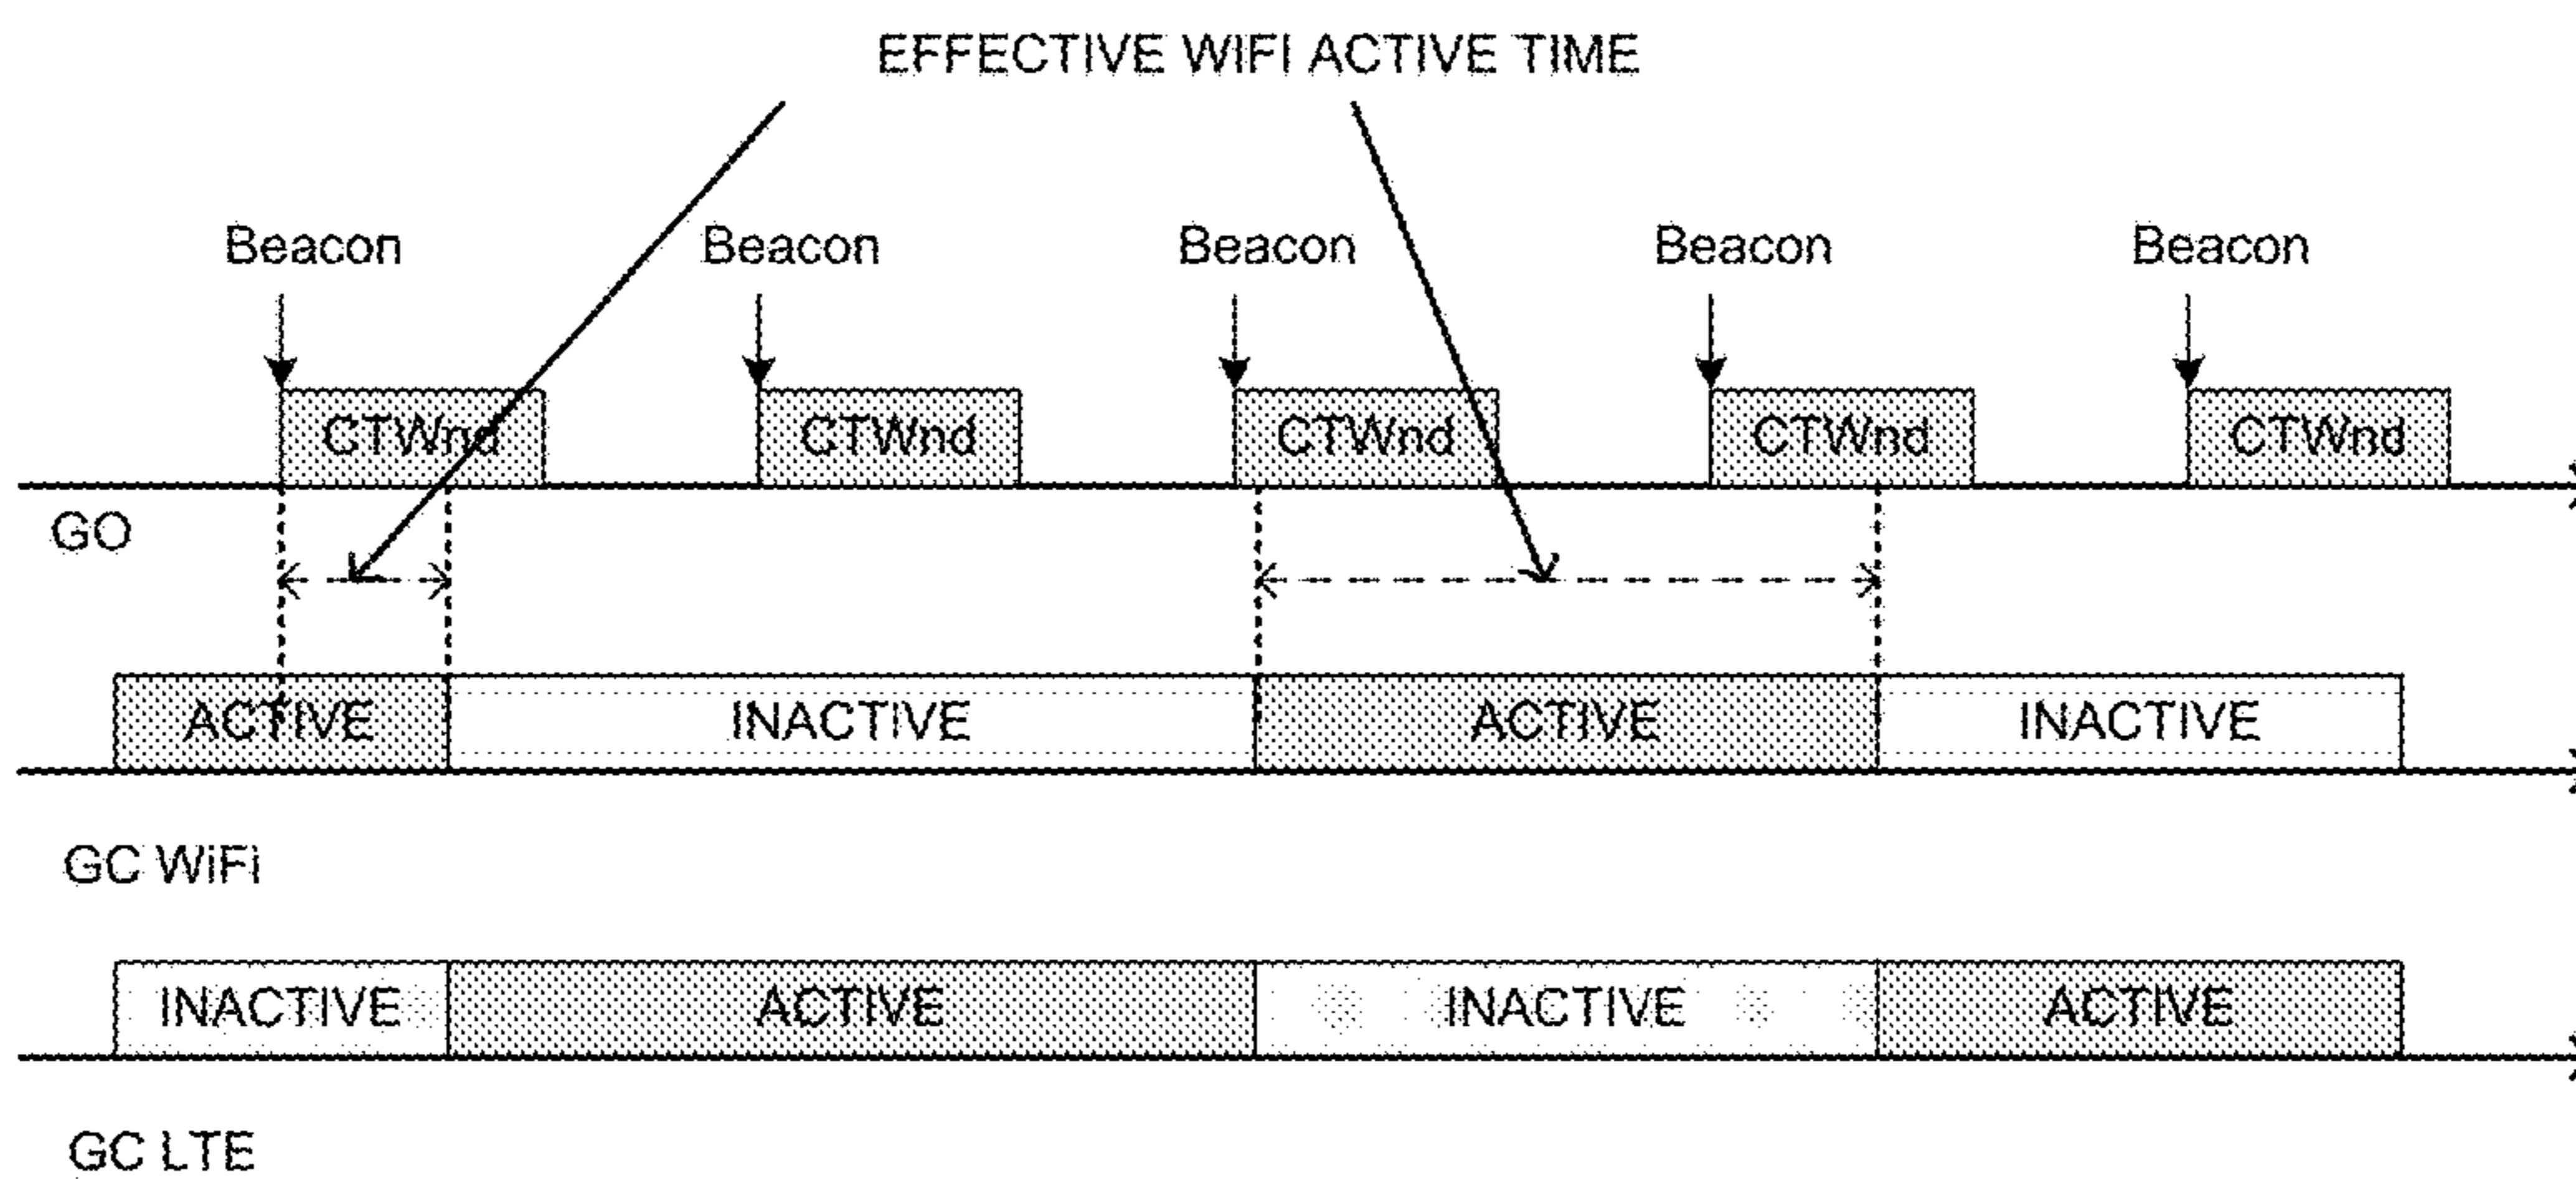 EFFECTIVE WIFI ACTIVE TIME
Beacon Beacon Beacon Beacon Beacon
CTWnd CTWnd CTWnd CTWnd CTWnd
GO
ACTIVE INACTIVE ACTIVE INACTIVE
GC WiFi
INACTIVE ACTIVE INACTIVE ACTIVE
GC LTE